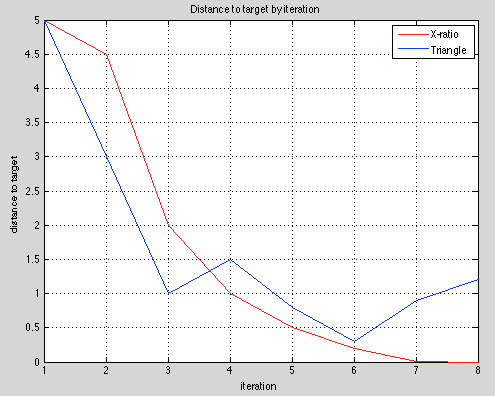 Distance to target by iteration
X-ratio
Triangle
5
4.5
4
3.5
3
2.5
2
1.5
1
0.5
0
distance to target
1 2 3 4 5 6 7 8
iteration